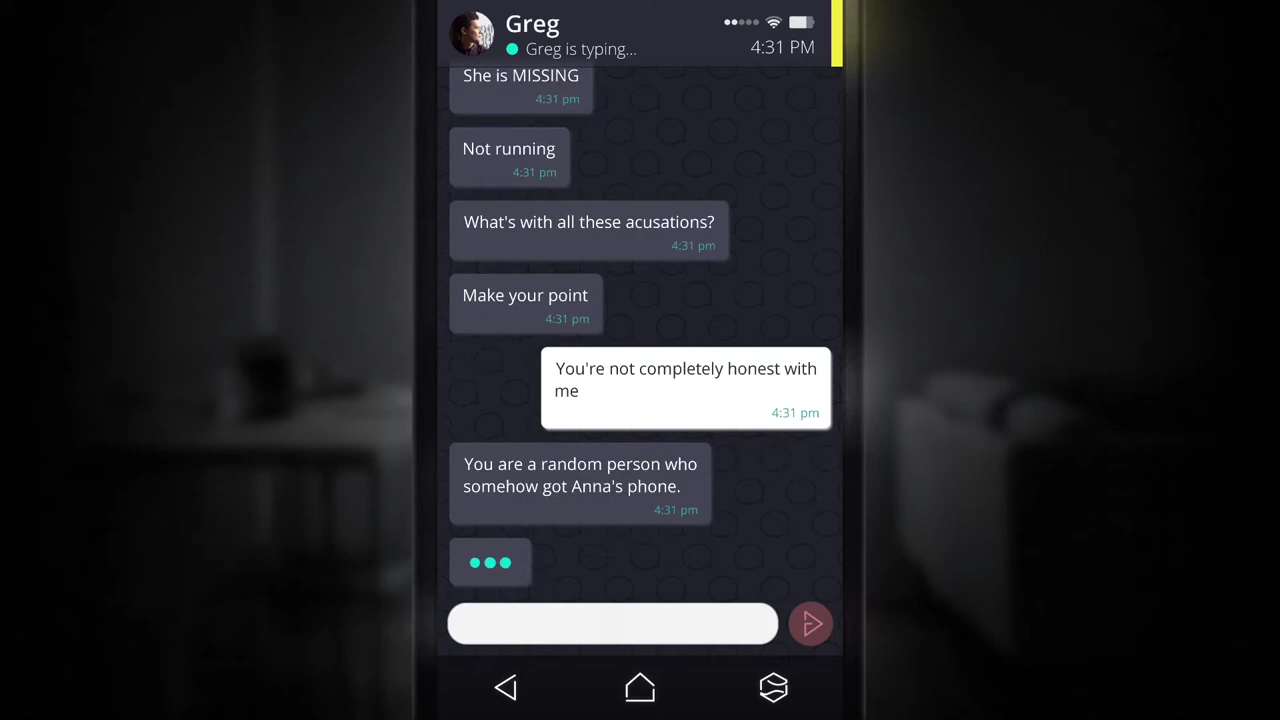 Greg
Greg is typing...
4:31 PM
She is MISSING
4:31 pm
Not running
4:31 pm
What's with all these acusations?
4:31 pm
Make your point
4:31 pm
You're not completely honest with
me
4:31 pm
You are a random person who
somehow got Anna's phone.
4:31 pm